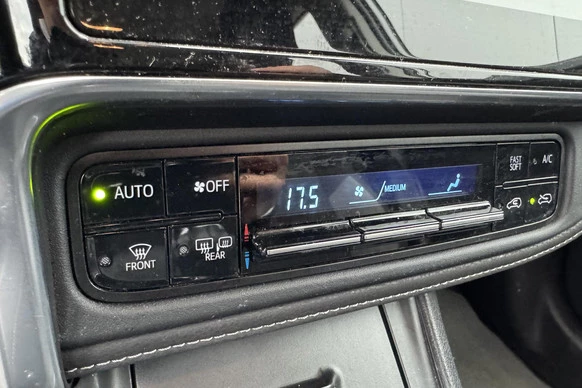 AUTO
OFF
17.5
MEDIUM
FAST
SOFT
A/C
FRONT
REAR